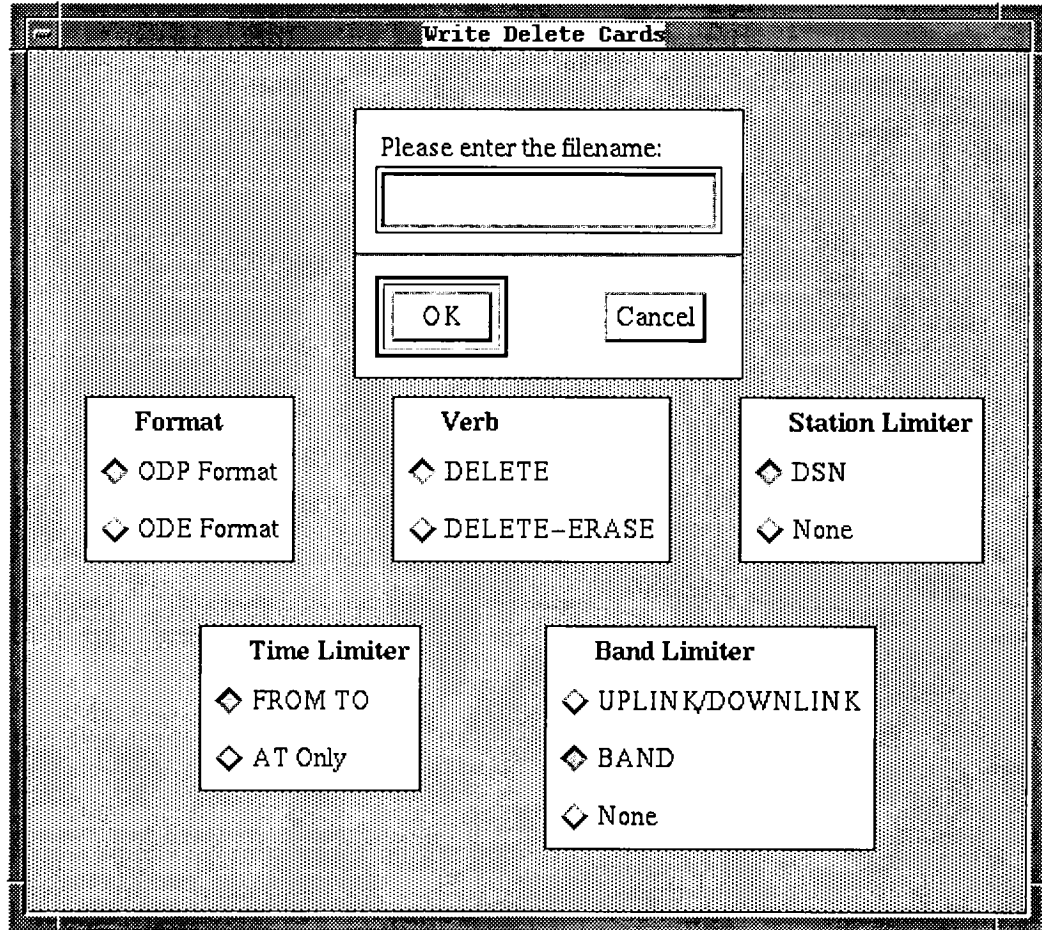 Write Delete Cards
Please enter the filename:
OK
Cancel
Format
ODP Format
ODE Format
Verb
DELETE
DELETE-ERASE
Station Limiter
DSN
None
Time Limiter
FROM TO
AT Only
Band Limiter
UPLINK/DOWNLINK
BAND
None